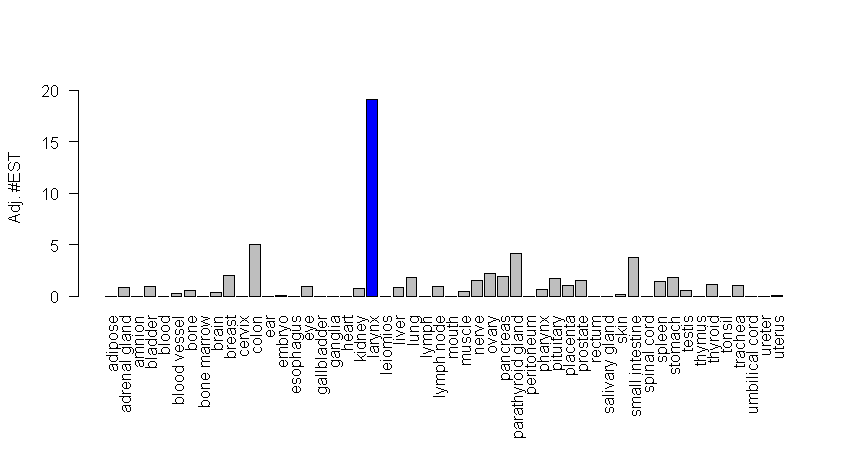 Adj. #EST
20
15
10
5
0
adipose
adrenal gland
amnion
bladder
blood
blood vessel
bone
bone marrow
brain
breast
cervix
colon
ear
embryo
esophagus
eye
gallbladder
ganglia
heart
kidney
larynx
leiomios
liver
lung
lymph
lymph node
mouth
muscle
nerve
ovary
pancreas
parathyroid gland
peritoneum
pharynx
pituitary
placenta
prostate
rectum
salivary gland
skin
small intestine
spinal cord
spleen
stomach
testis
thymus
thyroid
tonsil
trachea
umbilical cord
ureter
uterus